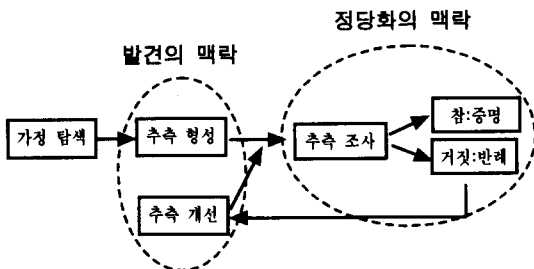 정당화의 맥락
발견의 맥락
가정 탐색
추측 형성
추측 조사
참:증명
거짓:반례
추측 개선